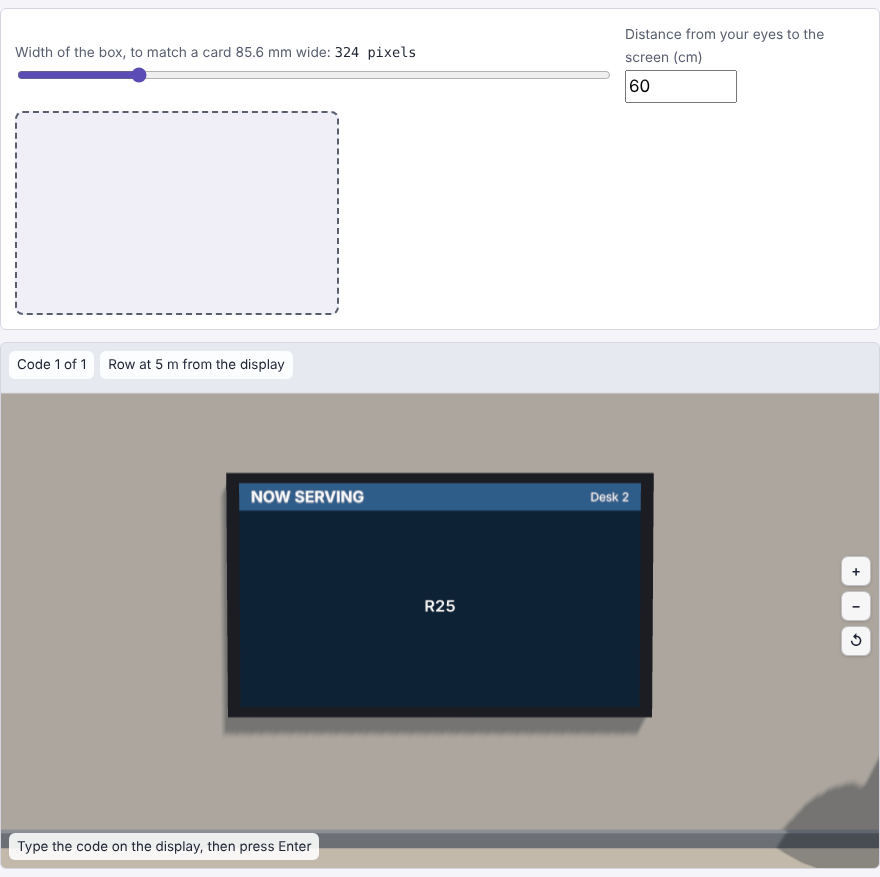 Width of the box, to match a card 85.6 mm wide: 324 pixels
Distance from your eyes to the
screen (cm)
60
Code 1 of 1
Row at 5 m from the display
NOW SERVING
Desk 2
R25
+
−
Type the code on the display, then press Enter